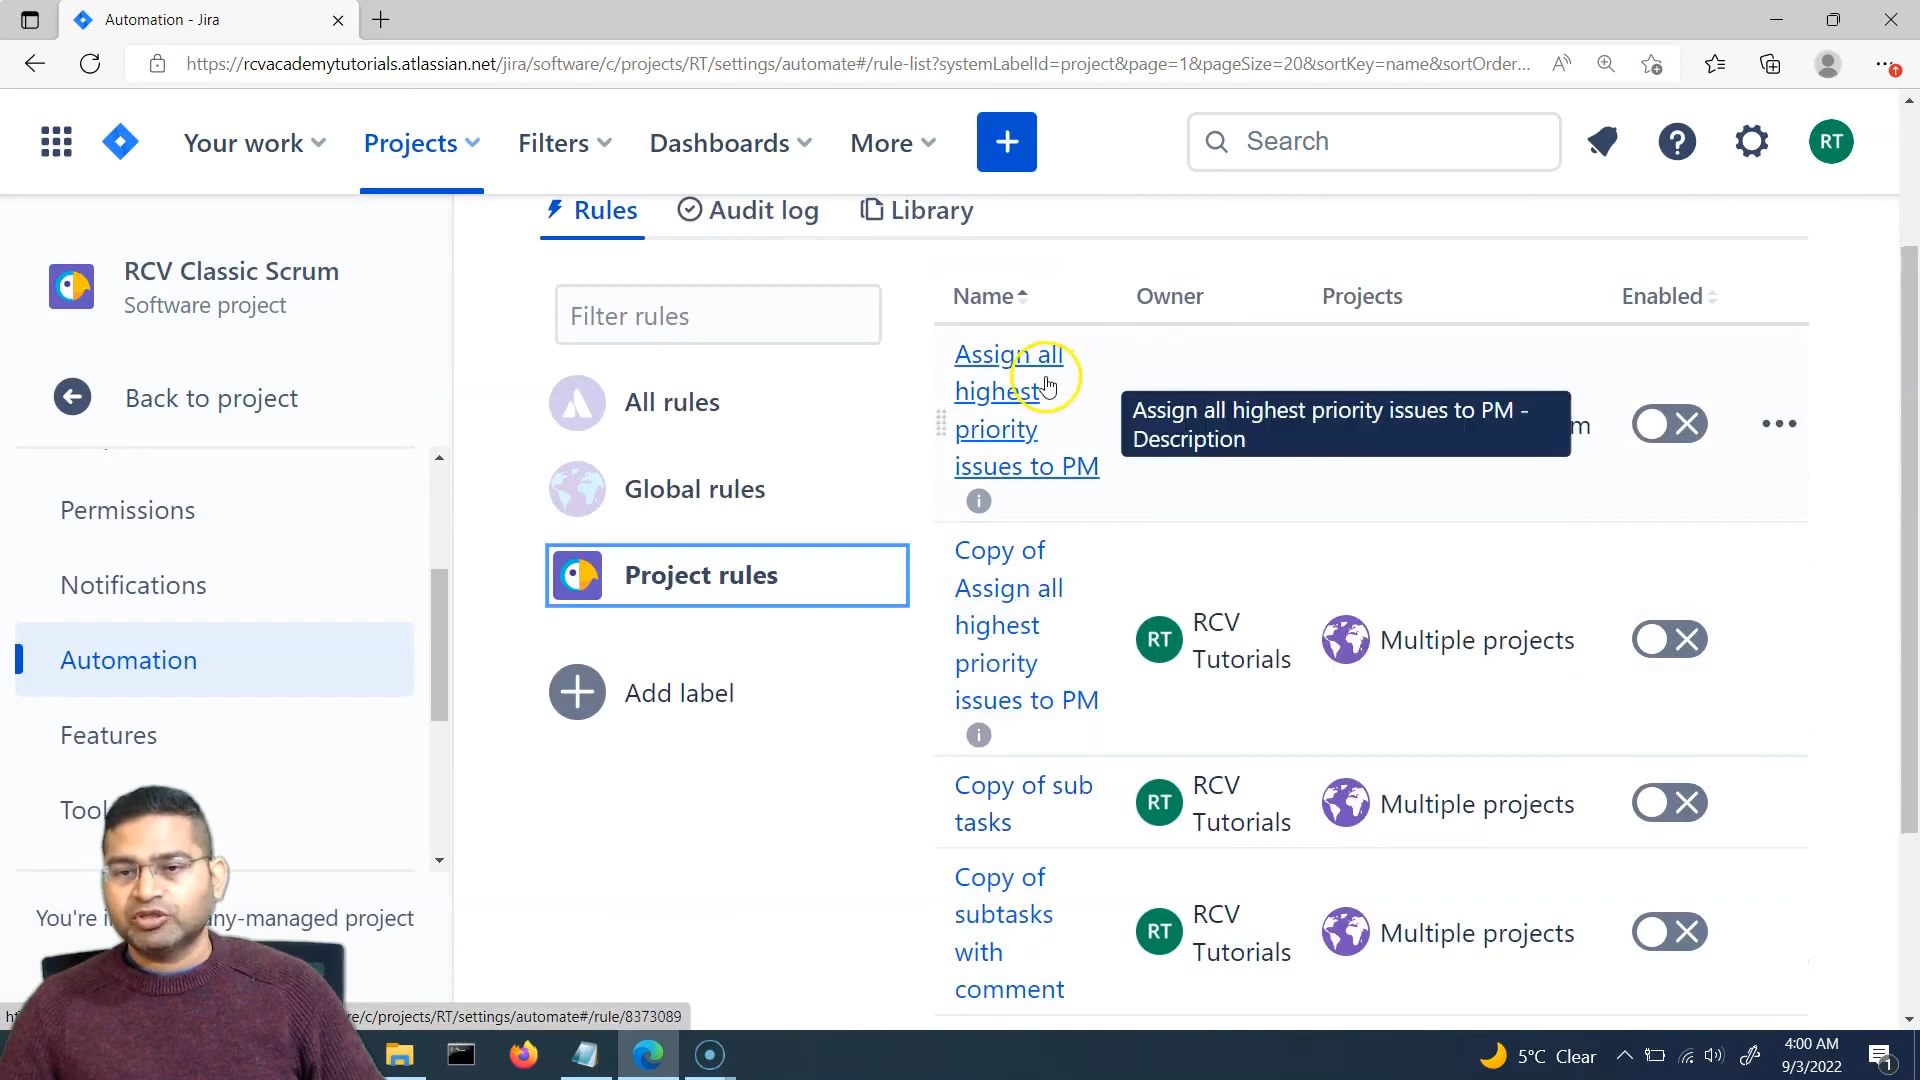 Automation - Jira
https://rcvacademytutorials.atlassian.net/jira/software/c/projects/RT/settings/automate#/rule-list?systemLabelId=project&page=1&pageSize=20&sortKey=name&sortOrder...
Your work
Projects
Filters
Dashboards
More
Search
RT
Rules
Audit log
Library
RCV Classic Scrum
Software project
Back to project
Permissions
Notifications
Automation
Features
You're
any-managed project
Filter rules
All rules
Global rules
Project rules
Add label
Name
Owner
Projects
Enabled
Assign all
highest
priority
issues to PM
Assign all highest priority issues to PM -
Description
m
Copy of
Assign all
highest
priority
issues to PM
RT
RCV
Tutorials
Multiple projects
Copy of sub
tasks
RT
RCV
Tutorials
Multiple projects
Copy of
subtasks
with
comment
RT
RCV
Tutorials
Multiple projects
re/c/projects/RT/settings/automate#/rule/8373089
5°C Clear
4:00 AM
9/3/2022
1